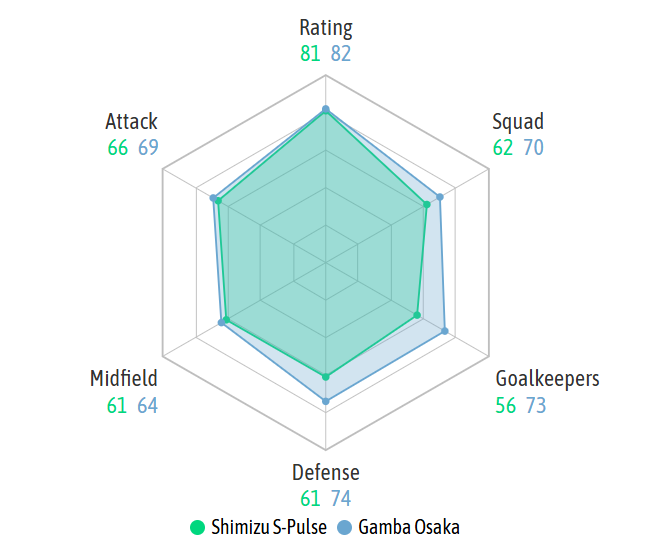 Rating
81 82
Attack
66 69
Squad
62 70
Midfield
61 64
Goalkeepers
56 73
Defense
61 74
Shimizu S-Pulse Gamba Osaka